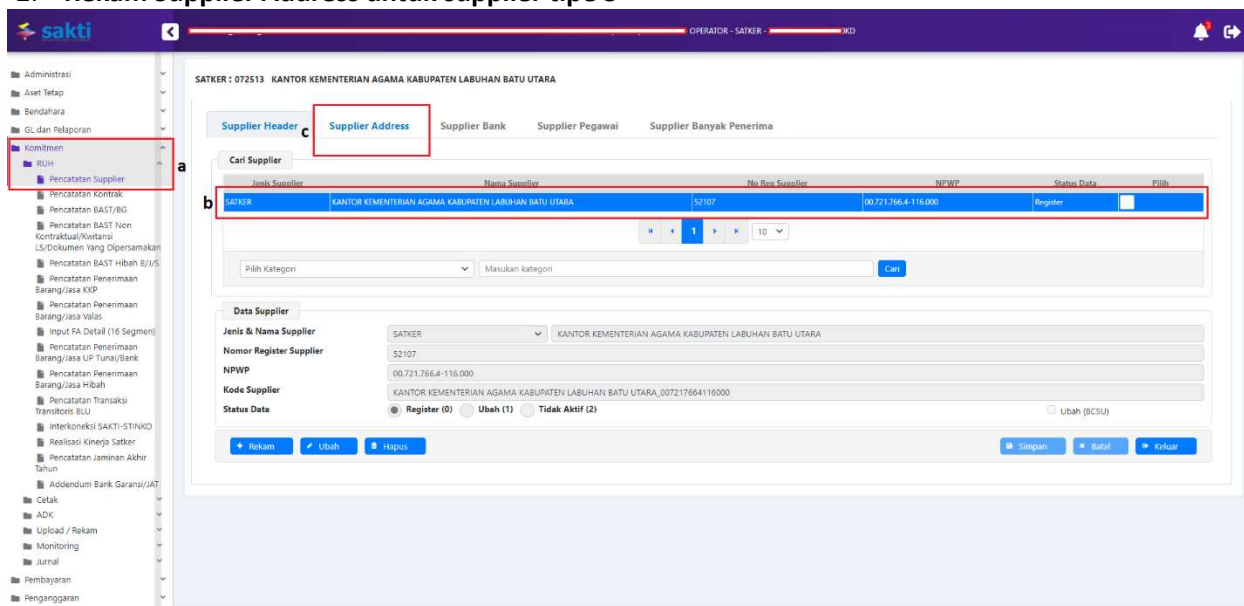 Rekam Supplier Address untuk supplier tipe 3
sakti
OPERATOR - SATKER -
Administrasi
Aset Tetap
Bendahara
GL dan Pelaporan
Komitmen
RUH
Pencatatan Supplier
Pencatatan Kontrak
Pencatatan BAST/BG
Pencatatan BAST Non
Kontraktual/Kwitansi
LS/Dokumen Yang Dipersamakan
Pencatatan BAST Hibah B/J/S
Pencatatan Penerimaan
Barang/Jasa KKP
Pencatatan Penerimaan
Barang/Jasa Valas
Input FA Detail (16 Segmen)
Pencatatan Penerimaan
Barang/Jasa UP Tunai/Bank
Pencatatan Penerimaan
Barang/Jasa Hibah
Pencatatan Transaksi
Transitoris BLU
Interkoneksi SAKTI-STINKO
Realisasi Kinerja Satker
Pencatatan Jaminan Akhir
Tahun
Addendum Bank Garansi/JAT
Cetak
ADK
Upload / Rekam
Monitoring
Jurnal
Pembayaran
Penganggaran
a
SATKER : 072513 KANTOR KEMENTERIAN AGAMA KABUPATEN LABUHAN BATU UTARA
Supplier Header c Supplier Address Supplier Bank Supplier Pegawai Supplier Banyak Penerima
Cari Supplier
Jenis Supplier Nama Supplier No Reg Supplier NPWP Status Data Pilih
b SATKER KANTOR KEMENTERIAN AGAMA KABUPATEN LABUHAN BATU UTARA 52107 00.721.766.4-116.000 Register
1 10
Pilih Kategori Masukan kategori Cari
Data Supplier
Jenis & Nama Supplier SATKER KANTOR KEMENTERIAN AGAMA KABUPATEN LABUHAN BATU UTARA
Nomor Register Supplier 52107
NPWP 00.721.766.4-116.000
Kode Supplier KANTOR KEMENTERIAN AGAMA KABUPATEN LABUHAN BATU UTARA_007217664116000
Status Data Register (0) Ubah (1) Tidak Aktif (2) Ubah (BCSU)
Rekam Ubah Hapus Simpan Batal Keluar